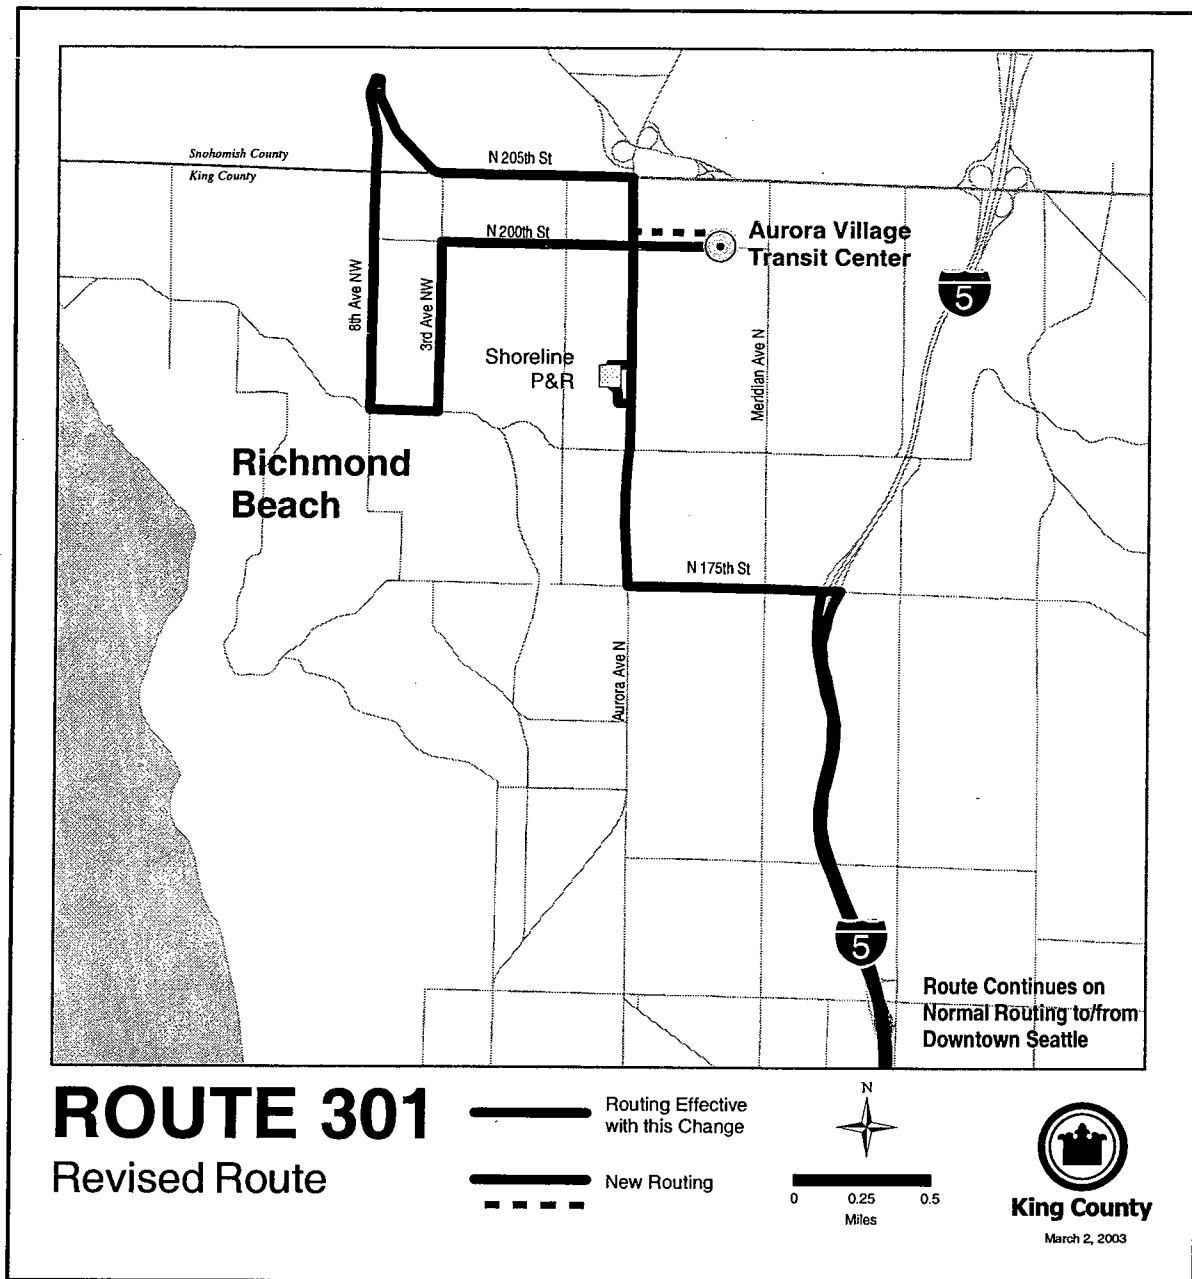 Snohomish County
King County
N 205th St
N 200th St
Aurora Village
Transit Center
5
8th Ave NW
3rd Ave NW
Shoreline
P&R
Meridian Ave N
Richmond
Beach
N 175th St
Aurora Ave N
5
Route Continues on
Normal Routing to/from
Downtown Seattle
ROUTE 301
Revised Route
Routing Effective
with this Change
New Routing
N
0 0.25 0.5
Miles
King County
March 2, 2003